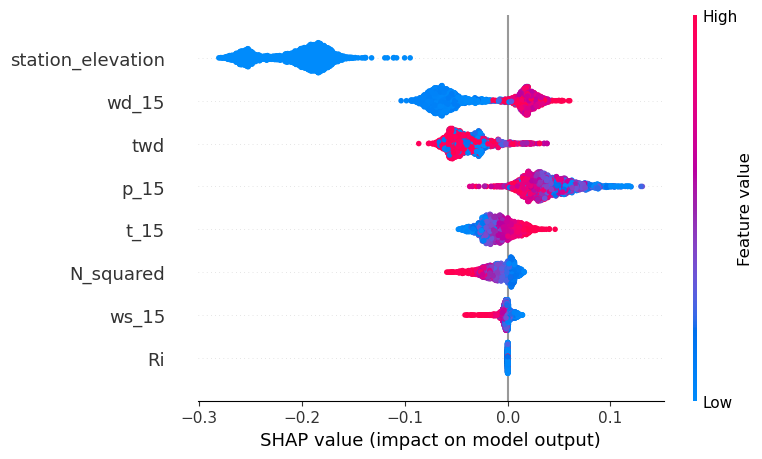 High
station_elevation
wd_15
twd
p_15
t_15
N_squared
ws_15
Ri
Feature value
Low
−0.3 −0.2 −0.1 0.0 0.1
SHAP value (impact on model output)